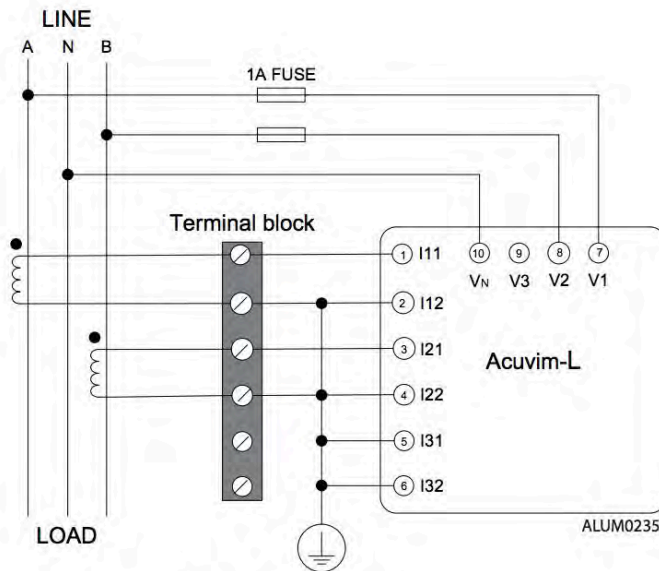 LINE
A N B
1A FUSE
Terminal block
10 9 8 7
VN V3 V2 V1
1 I11
2 I12
3 I21
4 I22
5 I31
6 I32
Acuvim-L
LOAD
ALUM0235